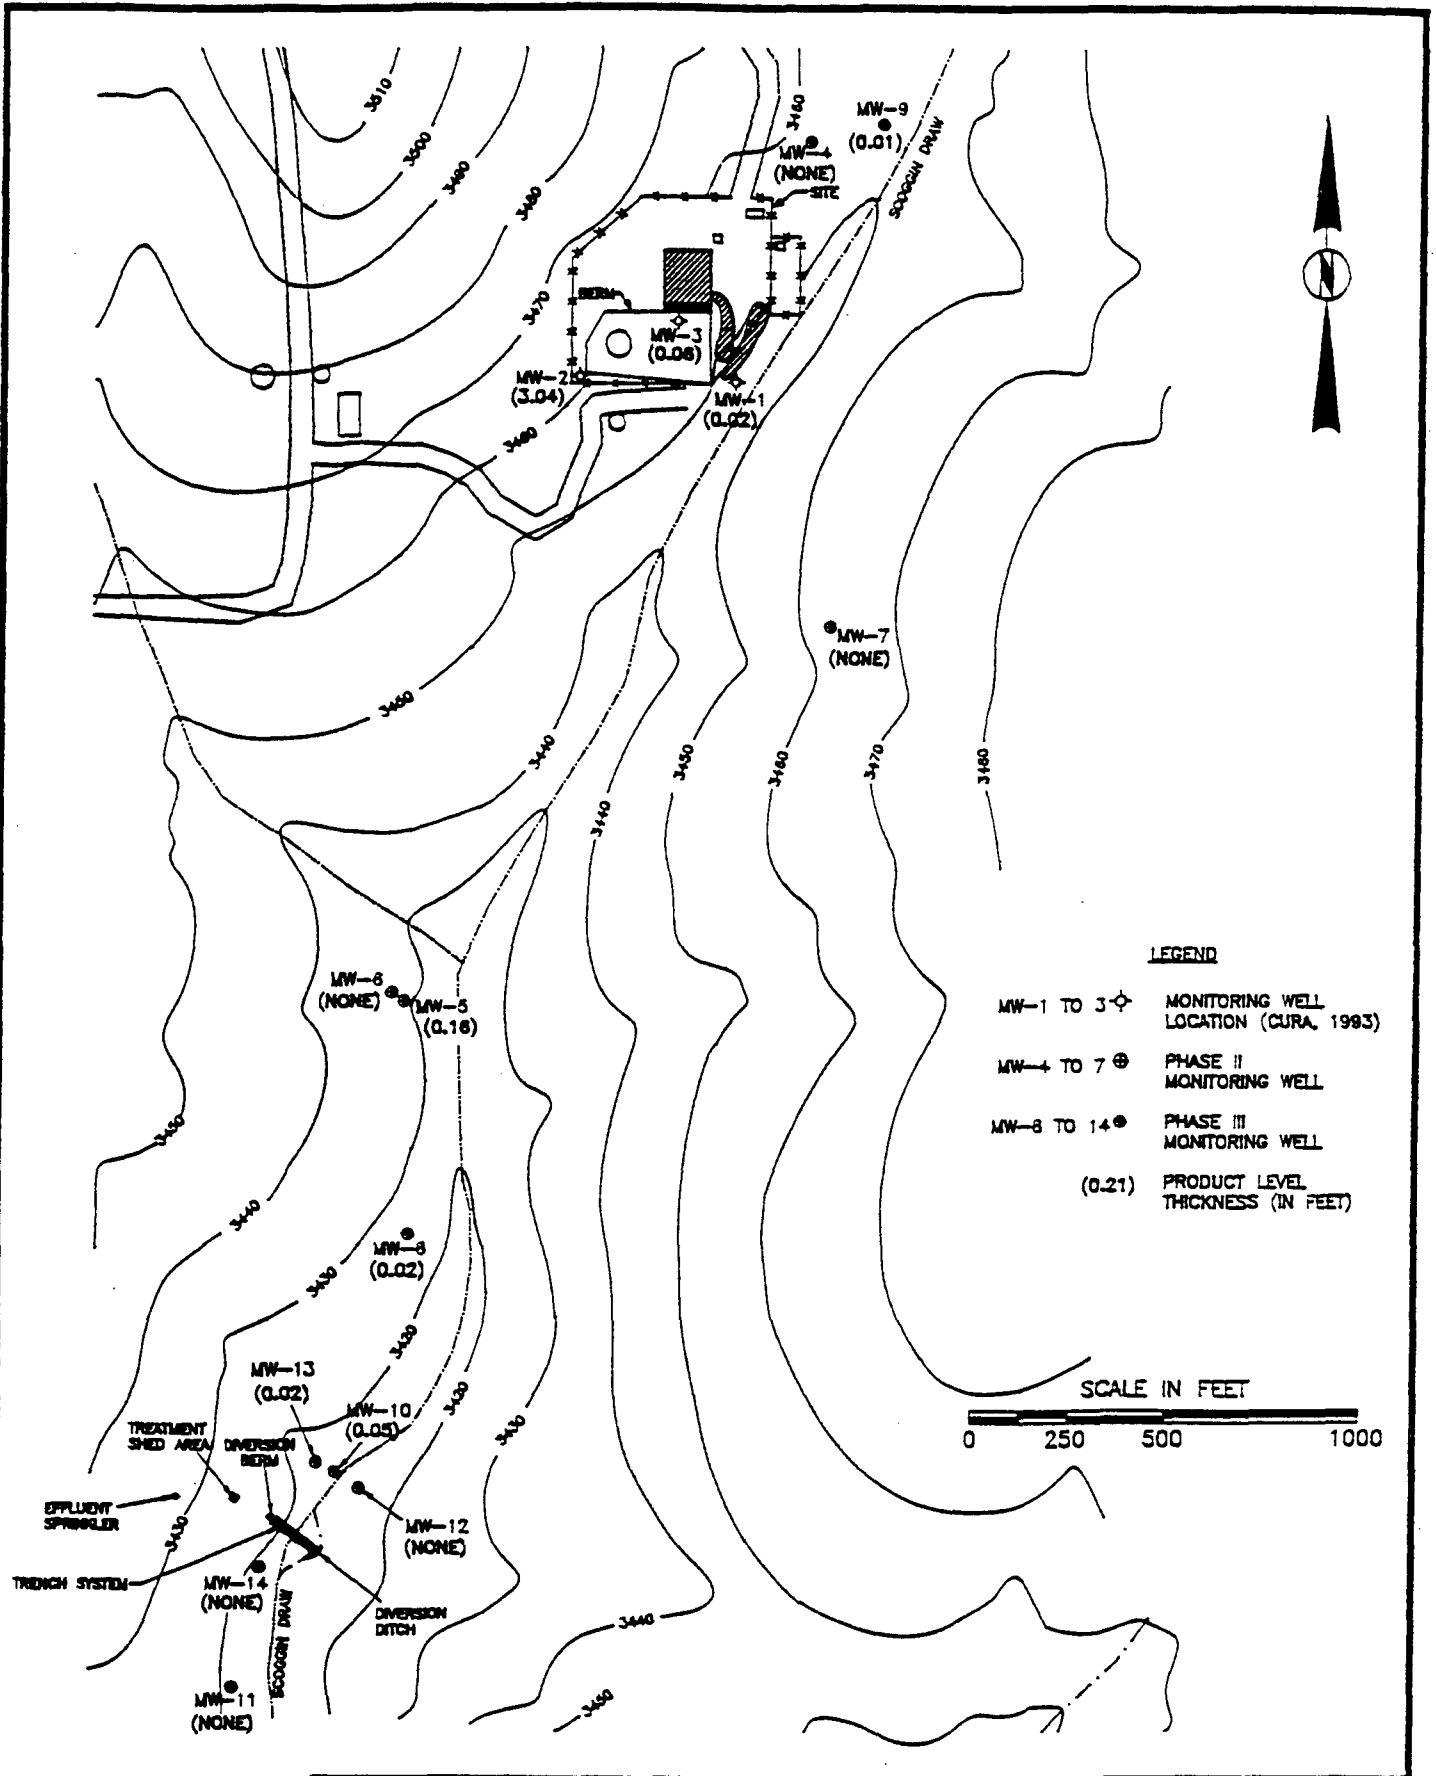 3510
3500
3490
3480
3470
3460
3460
MW-9
(0.01)
MW-4
(NONE)
SITE
SCOGGIN DRAW
BERM
MW-3
(0.06)
MW-2
(3.04)
MW-1
(0.02)
MW-7
(NONE)
3450
3440
3440
3450
3460
3470
3480
MW-6
(NONE)
MW-5
(0.16)
LEGEND
MW-1 TO 3
MONITORING WELL
LOCATION (CURA, 1993)
MW-4 TO 7
PHASE II
MONITORING WELL
MW-8 TO 14
PHASE III
MONITORING WELL
(0.21)
PRODUCT LEVEL
THICKNESS (IN FEET)
3450
3440
3430
MW-8
(0.02)
3420
3420
3430
MW-13
(0.02)
MW-10
(0.05)
TREATMENT
SHED AREA
DIVERSION
BERM
EFFLUENT
SPRINKLER
3430
MW-12
(NONE)
TRENCH SYSTEM
MW-14
(NONE)
DIVERSION
DITCH
SCOGGIN DRAW
MW-11
(NONE)
3440
3450
SCALE IN FEET
0 250 500 1000
N